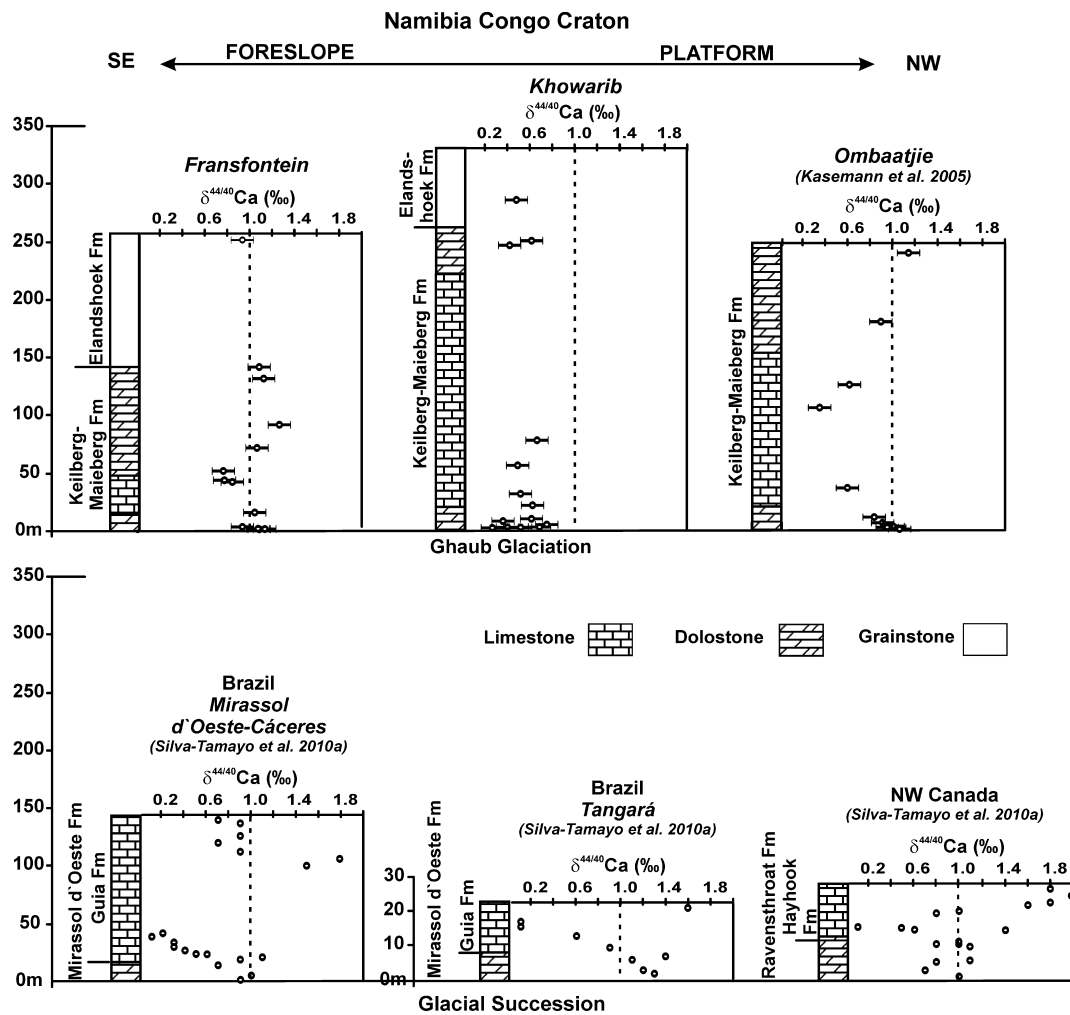 Namibia Congo Craton
SE FORESLOPE PLATFORM NW
Khowarib
δ44/40Ca (‰)
0.2 0.6 1.0 1.4 1.8
Fransfontein
δ44/40Ca (‰)
0.2 0.6 1.0 1.4 1.8
Ombaatjie
(Kasemann et al. 2005)
δ44/40Ca (‰)
0.2 0.6 1.0 1.4 1.8
350
300
250
200
150
100
50
0m
Elandshoek Fm
Keilberg-
Maieberg Fm
Elands-
hoek Fm
Keilberg-Maieberg Fm
Keilberg-Maieberg Fm
Ghaub Glaciation
350
300
250
200
150
100
50
0m
Limestone Dolostone Grainstone
Brazil
Mirassol
d`Oeste-Cáceres
(Silva-Tamayo et al. 2010a)
δ44/40Ca (‰)
0.2 0.6 1.0 1.4 1.8
Mirassol d`Oeste Fm
Guia Fm
Brazil
Tangará
(Silva-Tamayo et al. 2010a)
δ44/40Ca (‰)
0.2 0.6 1.0 1.4 1.8
30
20
10
0m
Mirassol d`Oeste Fm
Guia Fm
NW Canada
(Silva-Tamayo et al. 2010a)
δ44/40Ca (‰)
0.2 0.6 1.0 1.4 1.8
Ravensthroat Fm
Hayhook
Fm
Glacial Succession